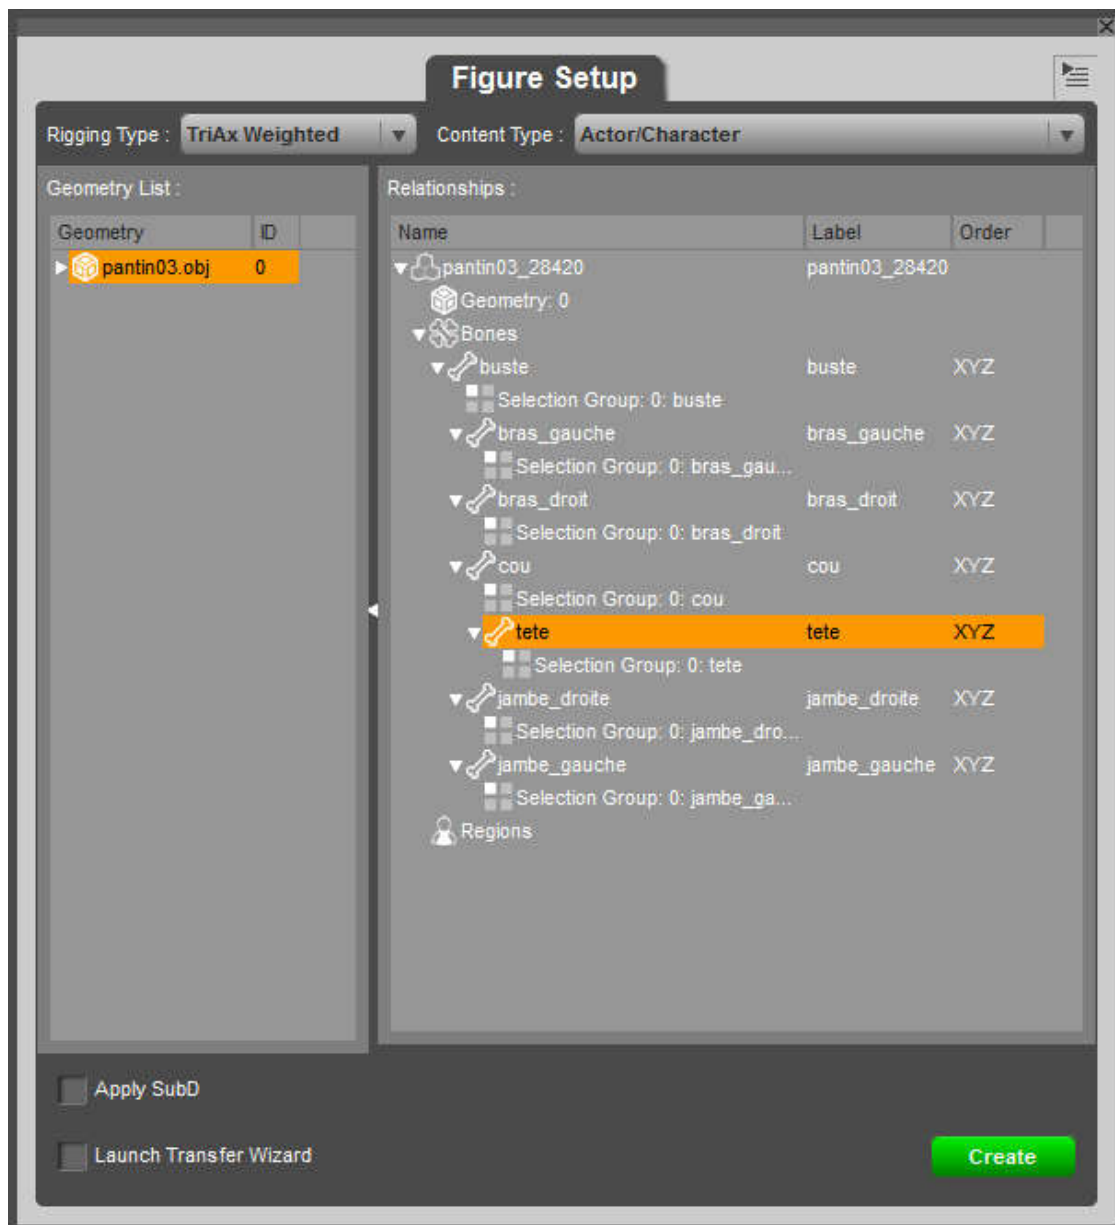 Figure Setup
Rigging Type : TriAx Weighted Content Type : Actor/Character
Geometry List : Relationships :
Geometry ID Name Label Order
pantin03.obj 0 pantin03_28420 pantin03_28420
Geometry: 0
Bones
buste buste XYZ
Selection Group: 0: buste
bras_gauche bras_gauche XYZ
Selection Group: 0: bras_gau...
bras_droit bras_droit XYZ
Selection Group: 0: bras_droit
cou cou XYZ
Selection Group: 0: cou
tete tete XYZ
Selection Group: 0: tete
jambe_droite jambe_droite XYZ
Selection Group: 0: jambe_dro...
jambe_gauche jambe_gauche XYZ
Selection Group: 0: jambe_ga...
Regions
Apply SubD
Launch Transfer Wizard Create